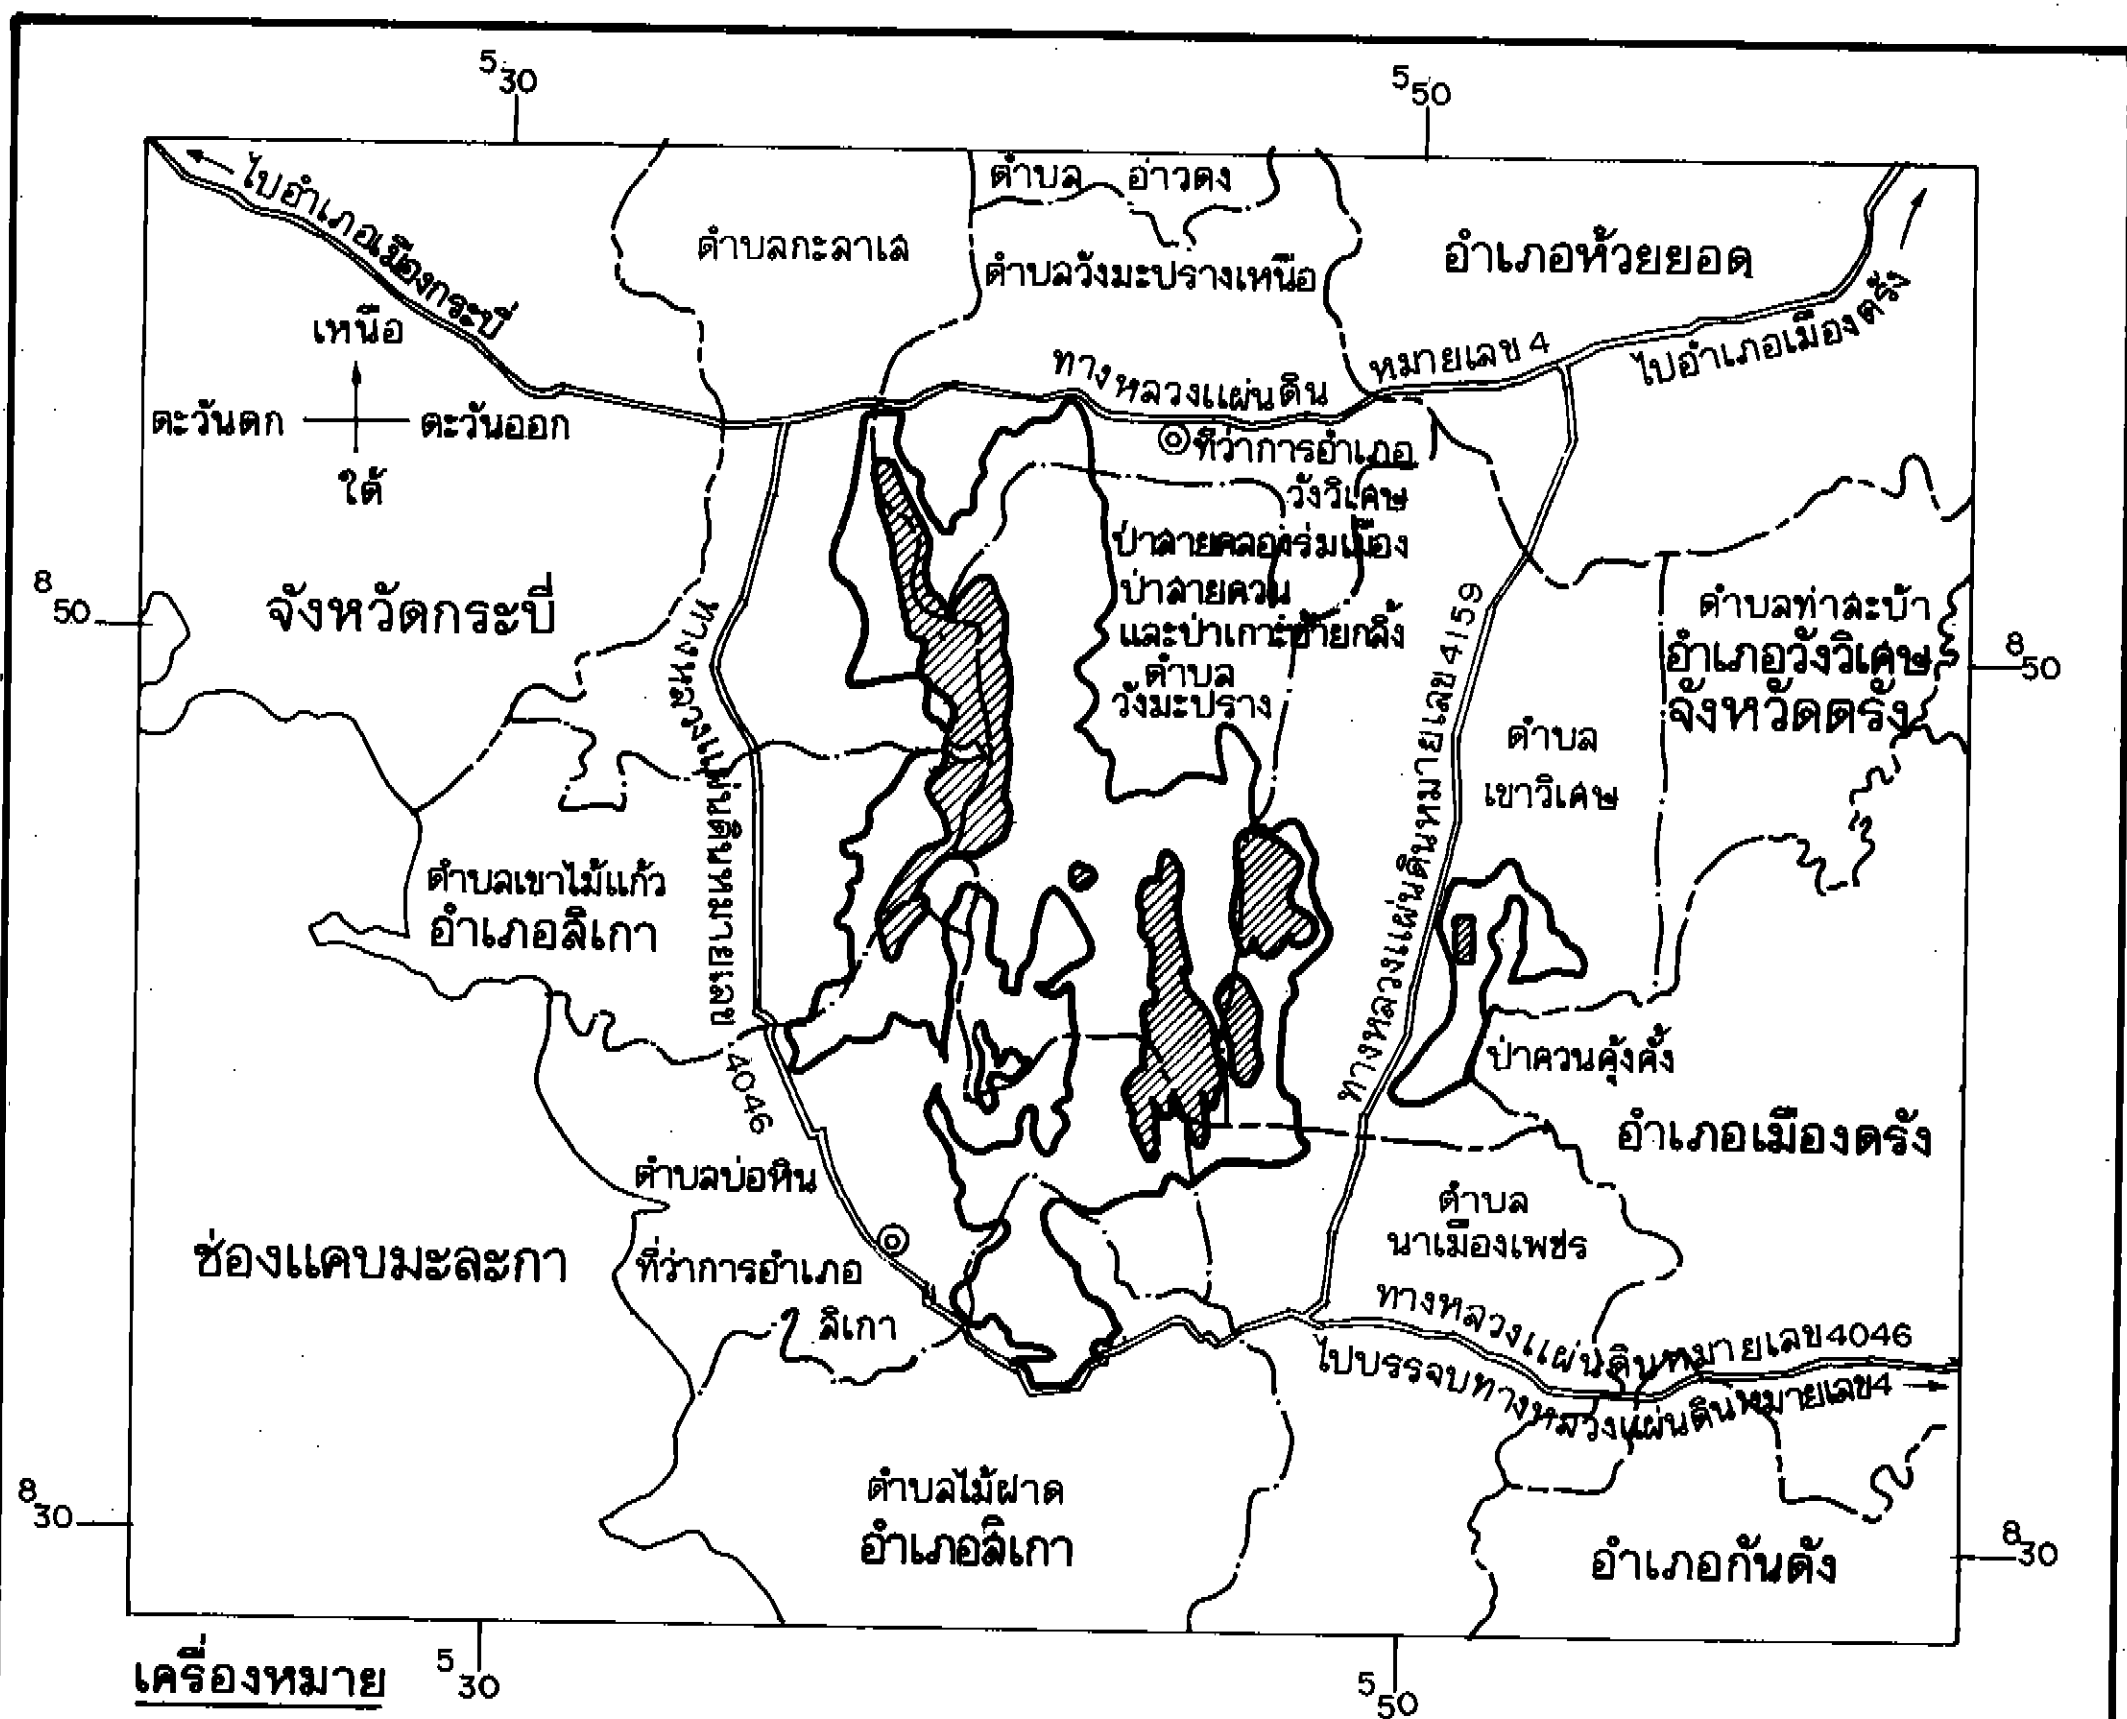 5 30
5 50
ไปอำเภอเมืองกระบี่
ตำบล อ่าวตง
ตำบลกะลาเส
ตำบลวังมะปรางเหนือ
อำเภอห้วยยอด
เหนือ
ตะวันตก
ตะวันออก
ใต้
ทางหลวงแผ่นดิน หมายเลข 4
ไปอำเภอเมืองตรัง
ที่ว่าการอำเภอ
วังวิเศษ
ป่าสายคลองร่มเมือง
ป่าสายควน
และป่าเกาะฮ้ายกลิ้ง
ตำบล
วังมะปราง
8 50
จังหวัดกระบี่
ทางหลวงแผ่นดินหมายเลข 4046
ทางหลวงแผ่นดินหมายเลข 4159
ตำบลท่าสะบ้า
อำเภอวังวิเศษ
จังหวัดตรัง
8 50
ตำบล
เขาวิเศษ
ตำบลเขาไม้แก้ว
อำเภอสิเกา
ป่าควนคุ้งคั้ง
อำเภอเมืองตรัง
ตำบลบ่อหิน
ช่องแคบมะละกา
ที่ว่าการอำเภอ
สิเกา
ตำบล
นาเมืองเพชร
ทางหลวงแผ่นดินหมายเลข 4046
ไปบรรจบทางหลวงแผ่นดินหมายเลข 4
8 30
ตำบลไม้ฝาด
อำเภอสิเกา
อำเภอกันตัง
8 30
เครื่องหมาย
5 30
5 50